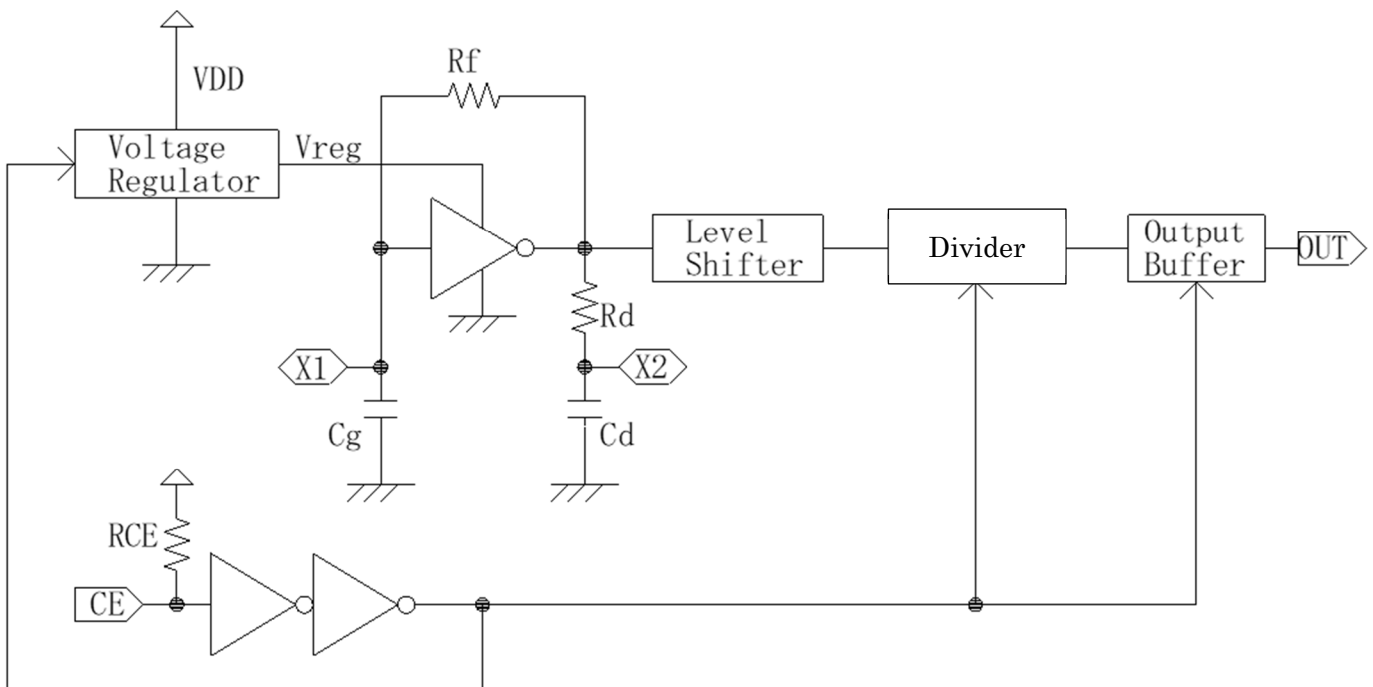 VDD
Rf
Voltage
Regulator
Vreg
Level
Shifter
Divider
Output
Buffer
OUT
Rd
X1
X2
Cg
Cd
RCE
CE